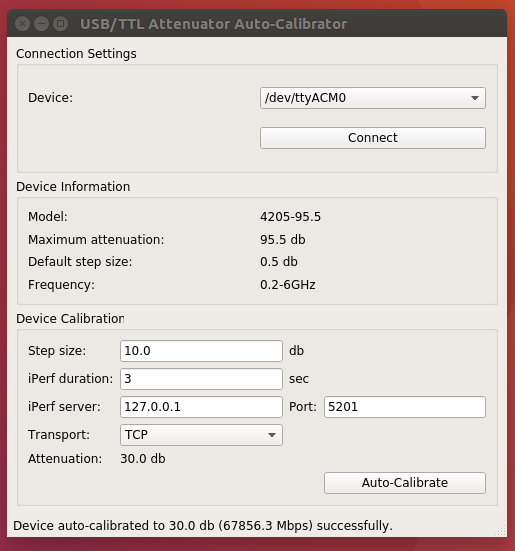 USB/TTL Attenuator Auto-Calibrator
Connection Settings
Device: /dev/ttyACM0
Connect
Device Information
Model: 4205-95.5
Maximum attenuation: 95.5 db
Default step size: 0.5 db
Frequency: 0.2-6GHz
Device Calibration
Step size: 10.0 db
iPerf duration: 3 sec
iPerf server: 127.0.0.1 Port: 5201
Transport: TCP
Attenuation: 30.0 db
Auto-Calibrate
Device auto-calibrated to 30.0 db (67856.3 Mbps) successfully.